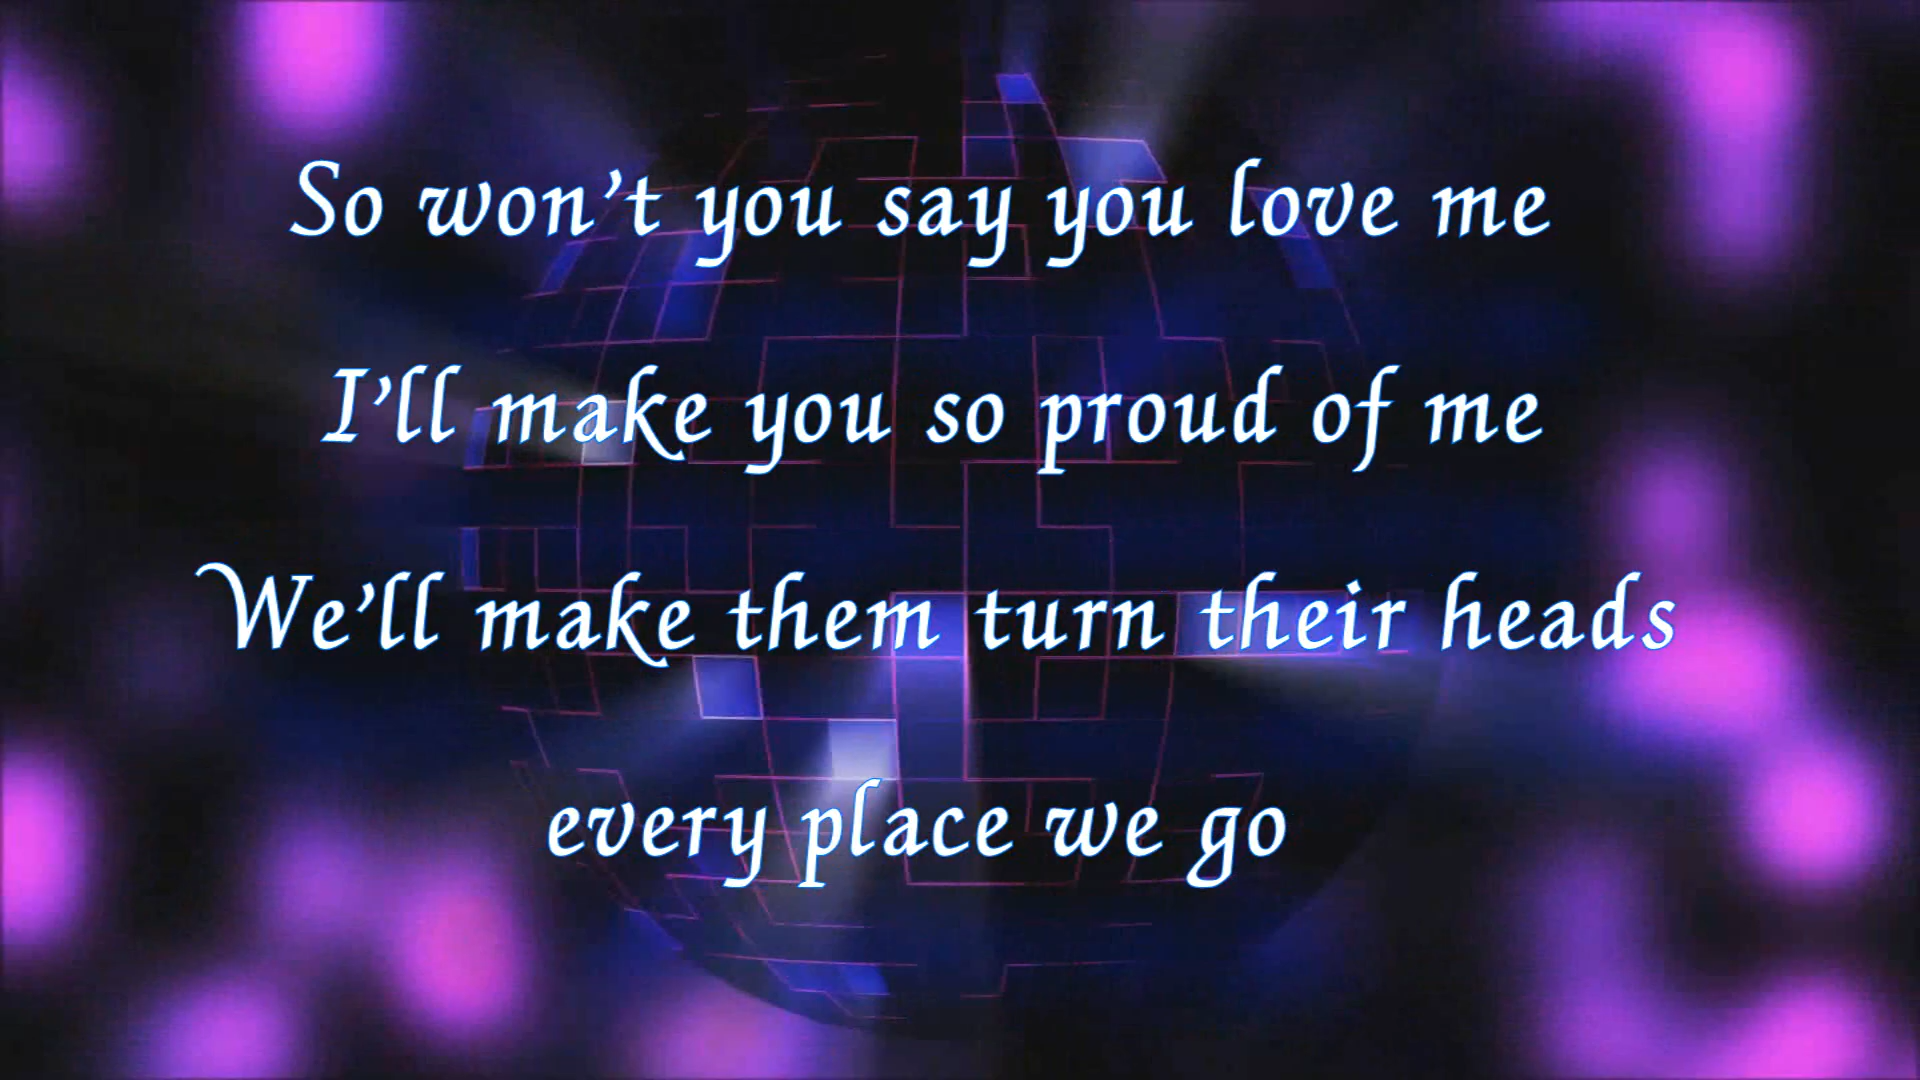 So won't you say you love me
I'll make you so proud of me
We'll make them turn their heads
every place we go